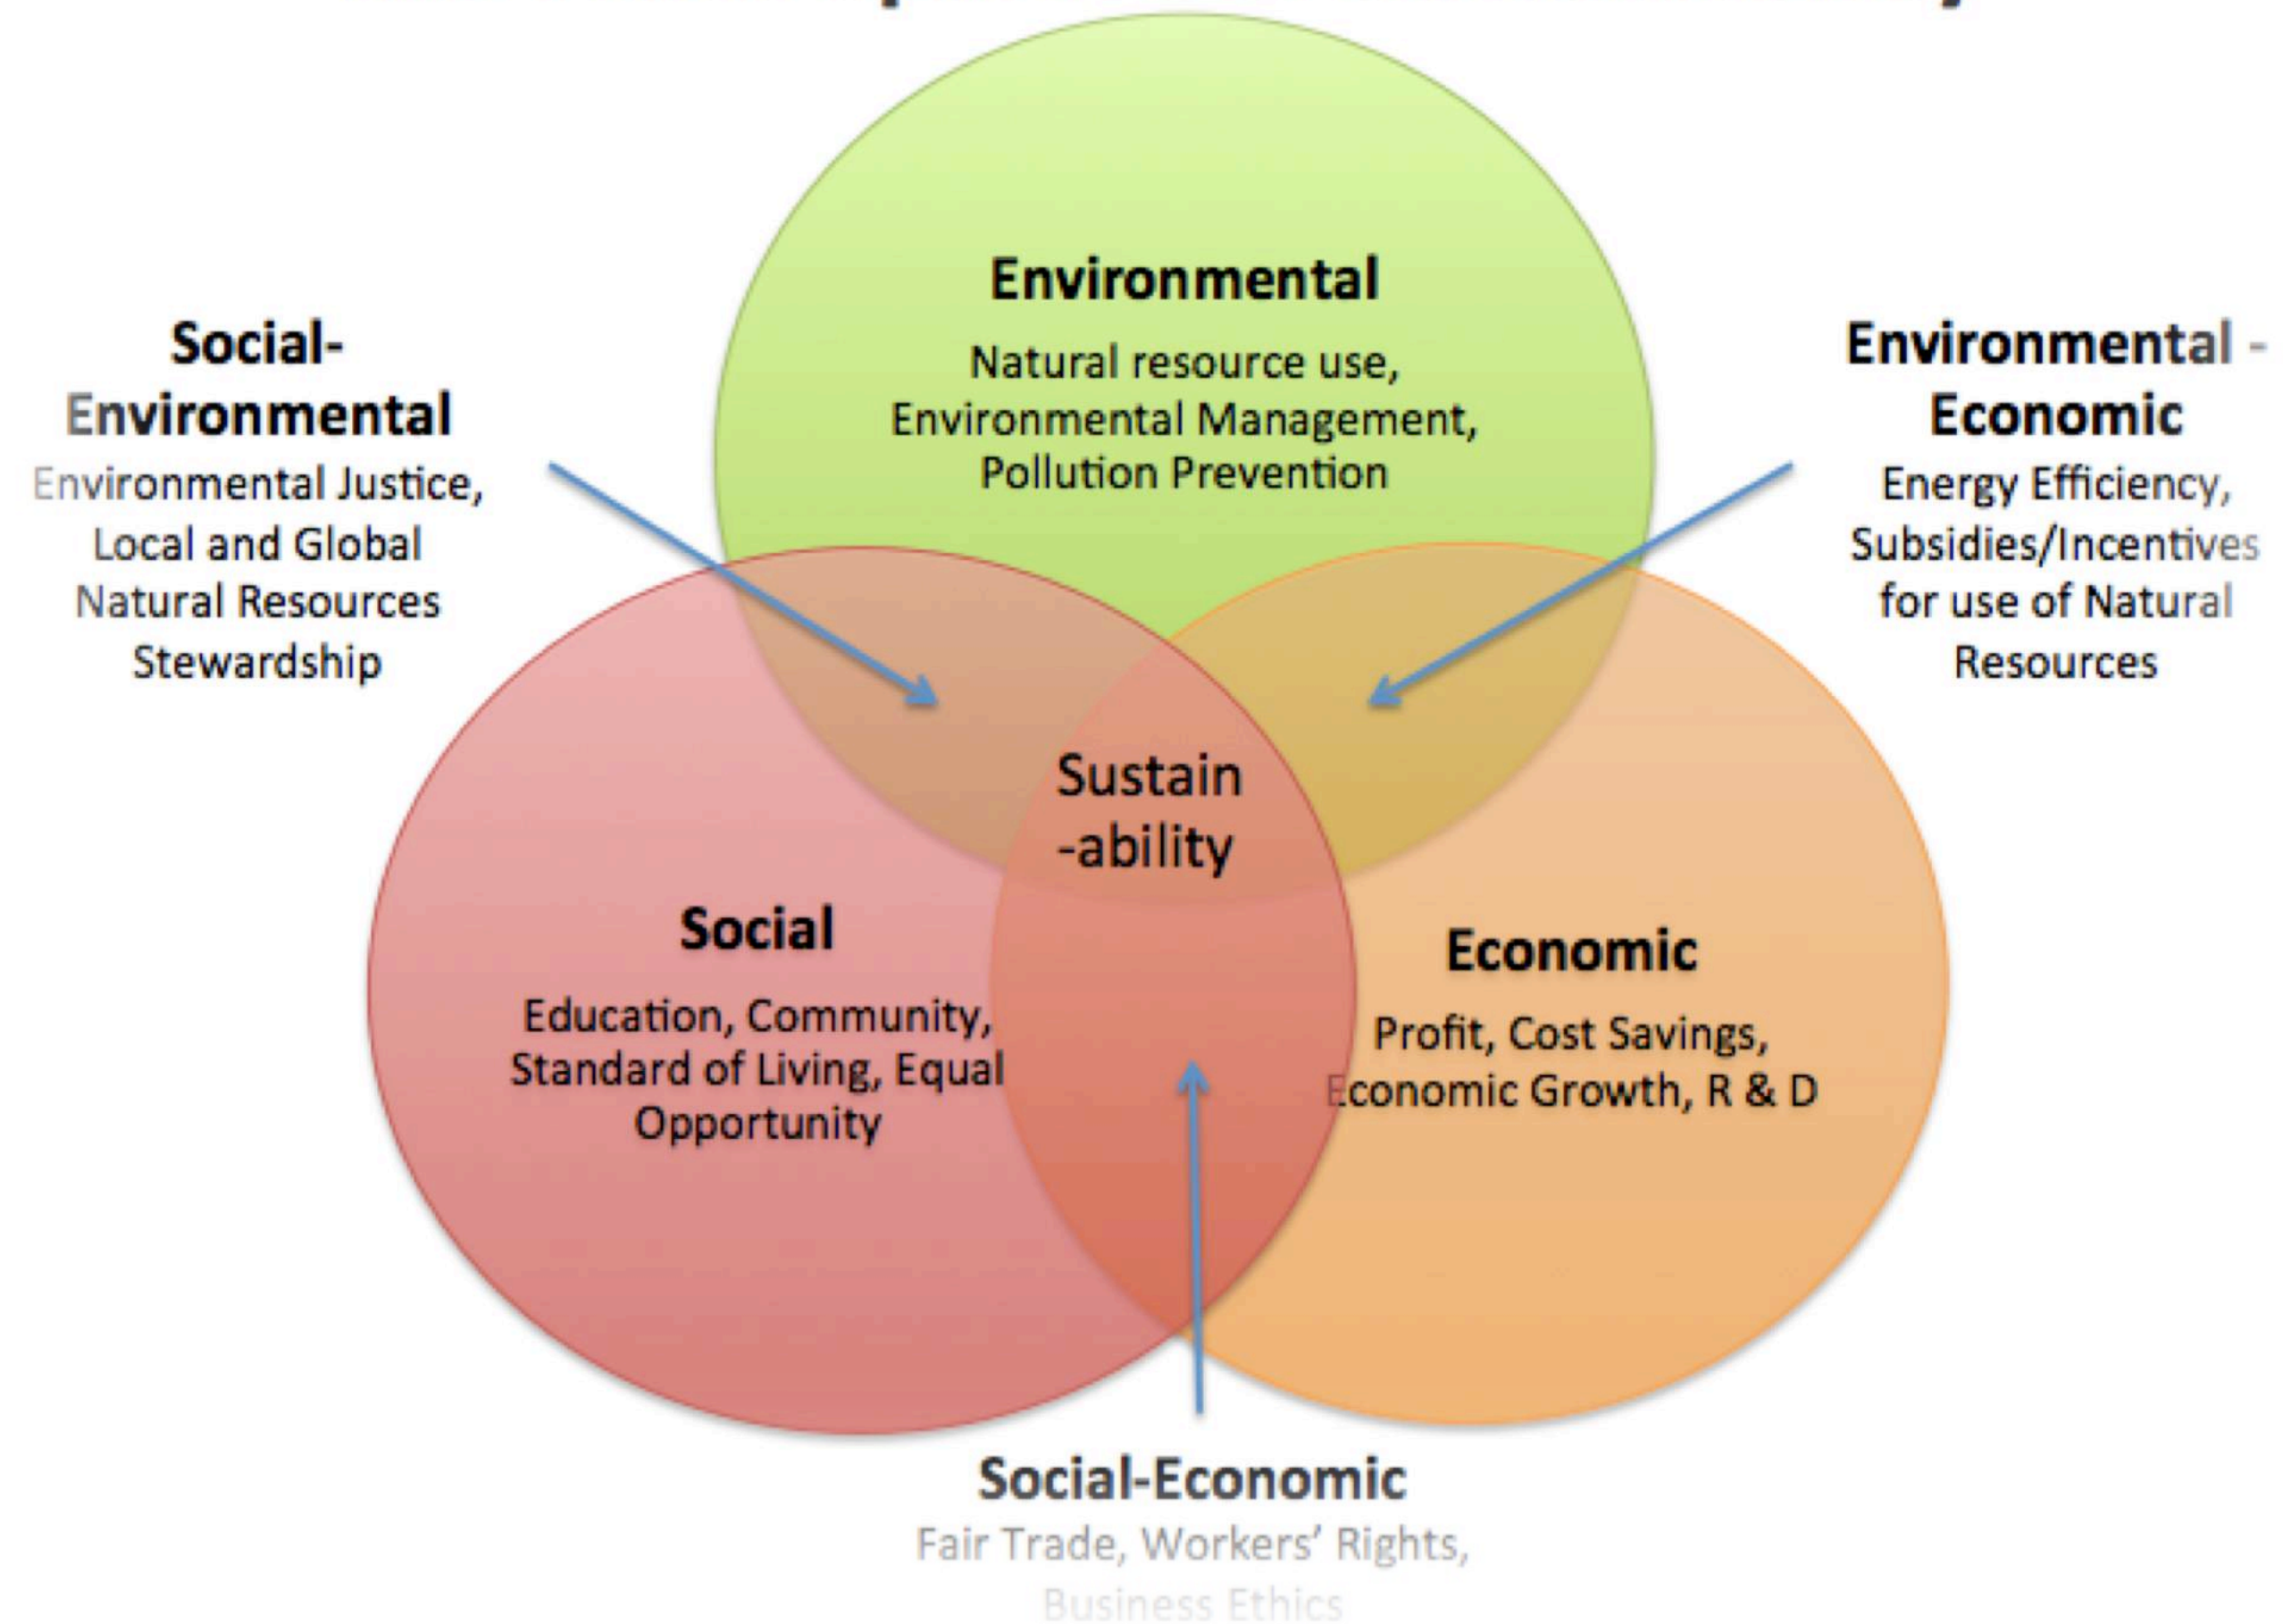 Environmental
Natural resource use,
Environmental Management,
Pollution Prevention
Social-
Environmental
Environmental Justice,
Local and Global
Natural Resources
Stewardship
Environmental -
Economic
Energy Efficiency,
Subsidies/Incentives
for use of Natural
Resources
Sustain
-ability
Social
Education, Community,
Standard of Living, Equal
Opportunity
Economic
Profit, Cost Savings,
Economic Growth, R & D
Social-Economic
Fair Trade, Workers' Rights,
Business Ethics